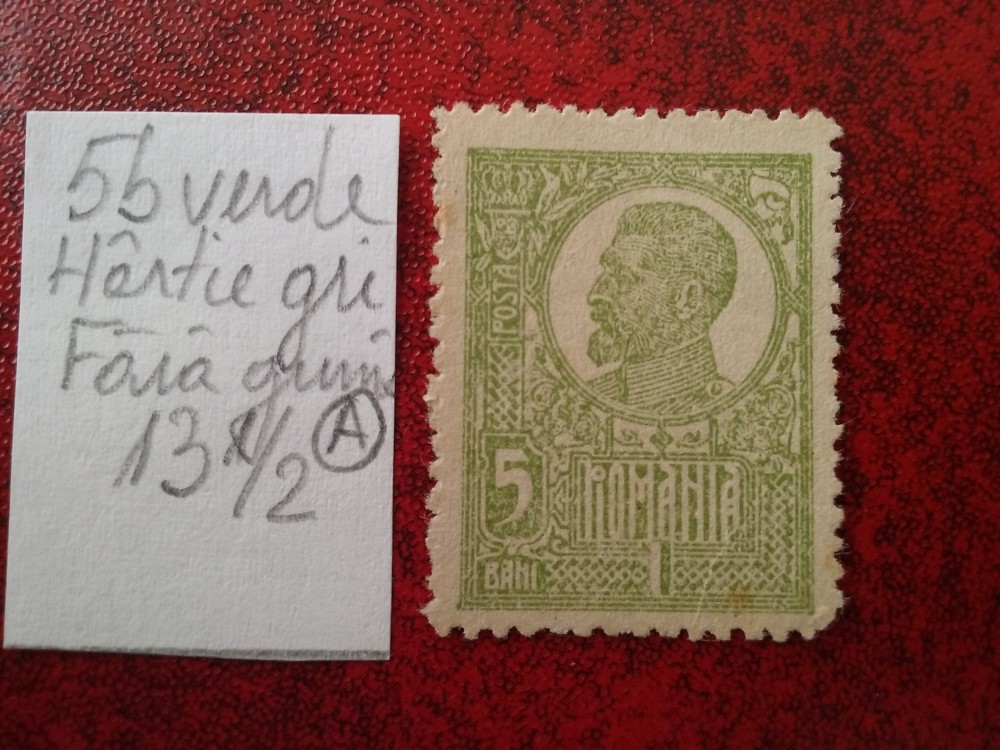 5b verde
Hârtie gri
Fără gumă
13 1/2 A
POSTA
5
BANI
ROMANIA